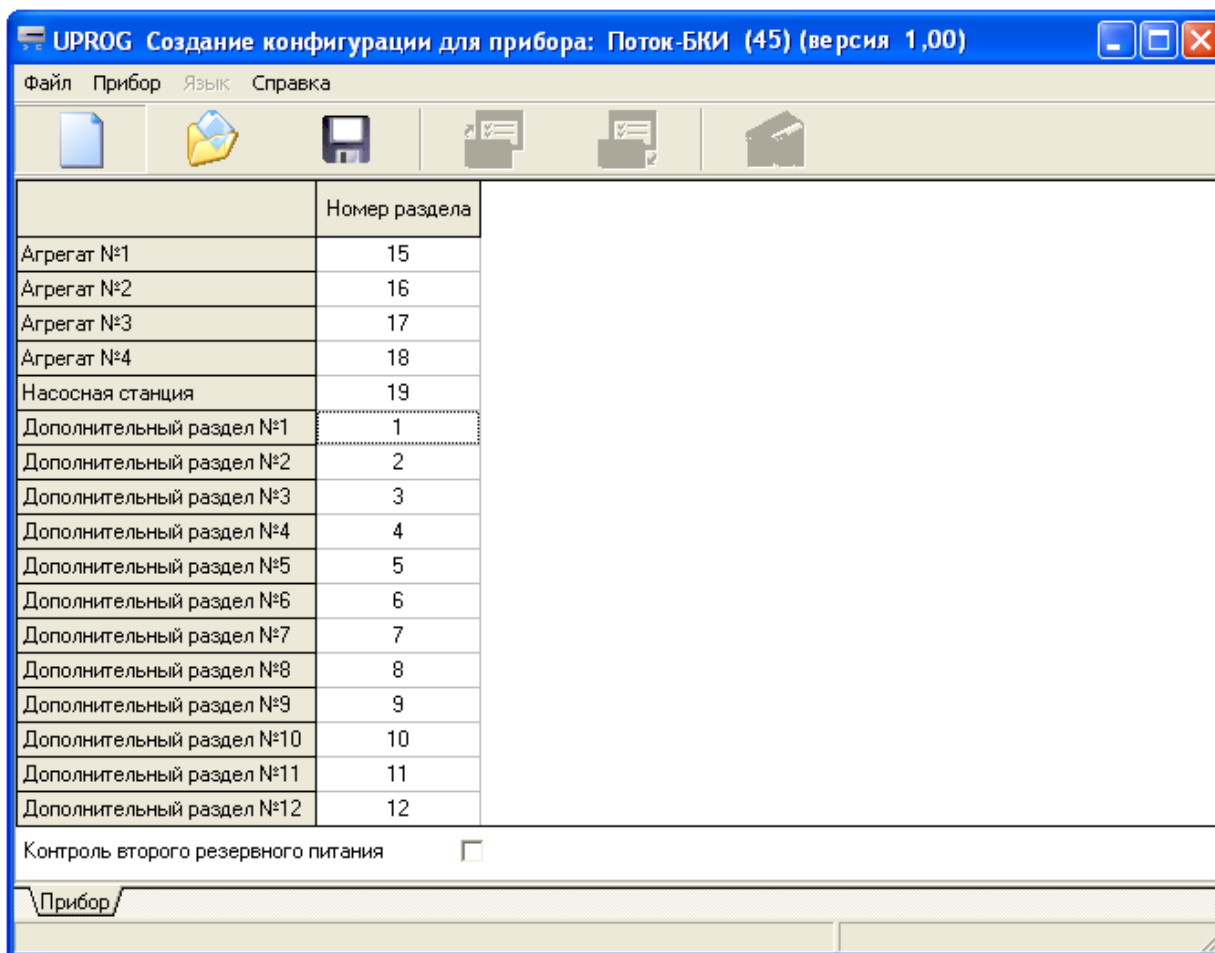 UPROG Создание конфигурации для прибора: Поток-БКИ (45) (версия 1,00)
Файл Прибор Язык Справка
Номер раздела
Агрегат №1 15
Агрегат №2 16
Агрегат №3 17
Агрегат №4 18
Насосная станция 19
Дополнительный раздел №1 1
Дополнительный раздел №2 2
Дополнительный раздел №3 3
Дополнительный раздел №4 4
Дополнительный раздел №5 5
Дополнительный раздел №6 6
Дополнительный раздел №7 7
Дополнительный раздел №8 8
Дополнительный раздел №9 9
Дополнительный раздел №10 10
Дополнительный раздел №11 11
Дополнительный раздел №12 12
Контроль второго резервного питания
Прибор